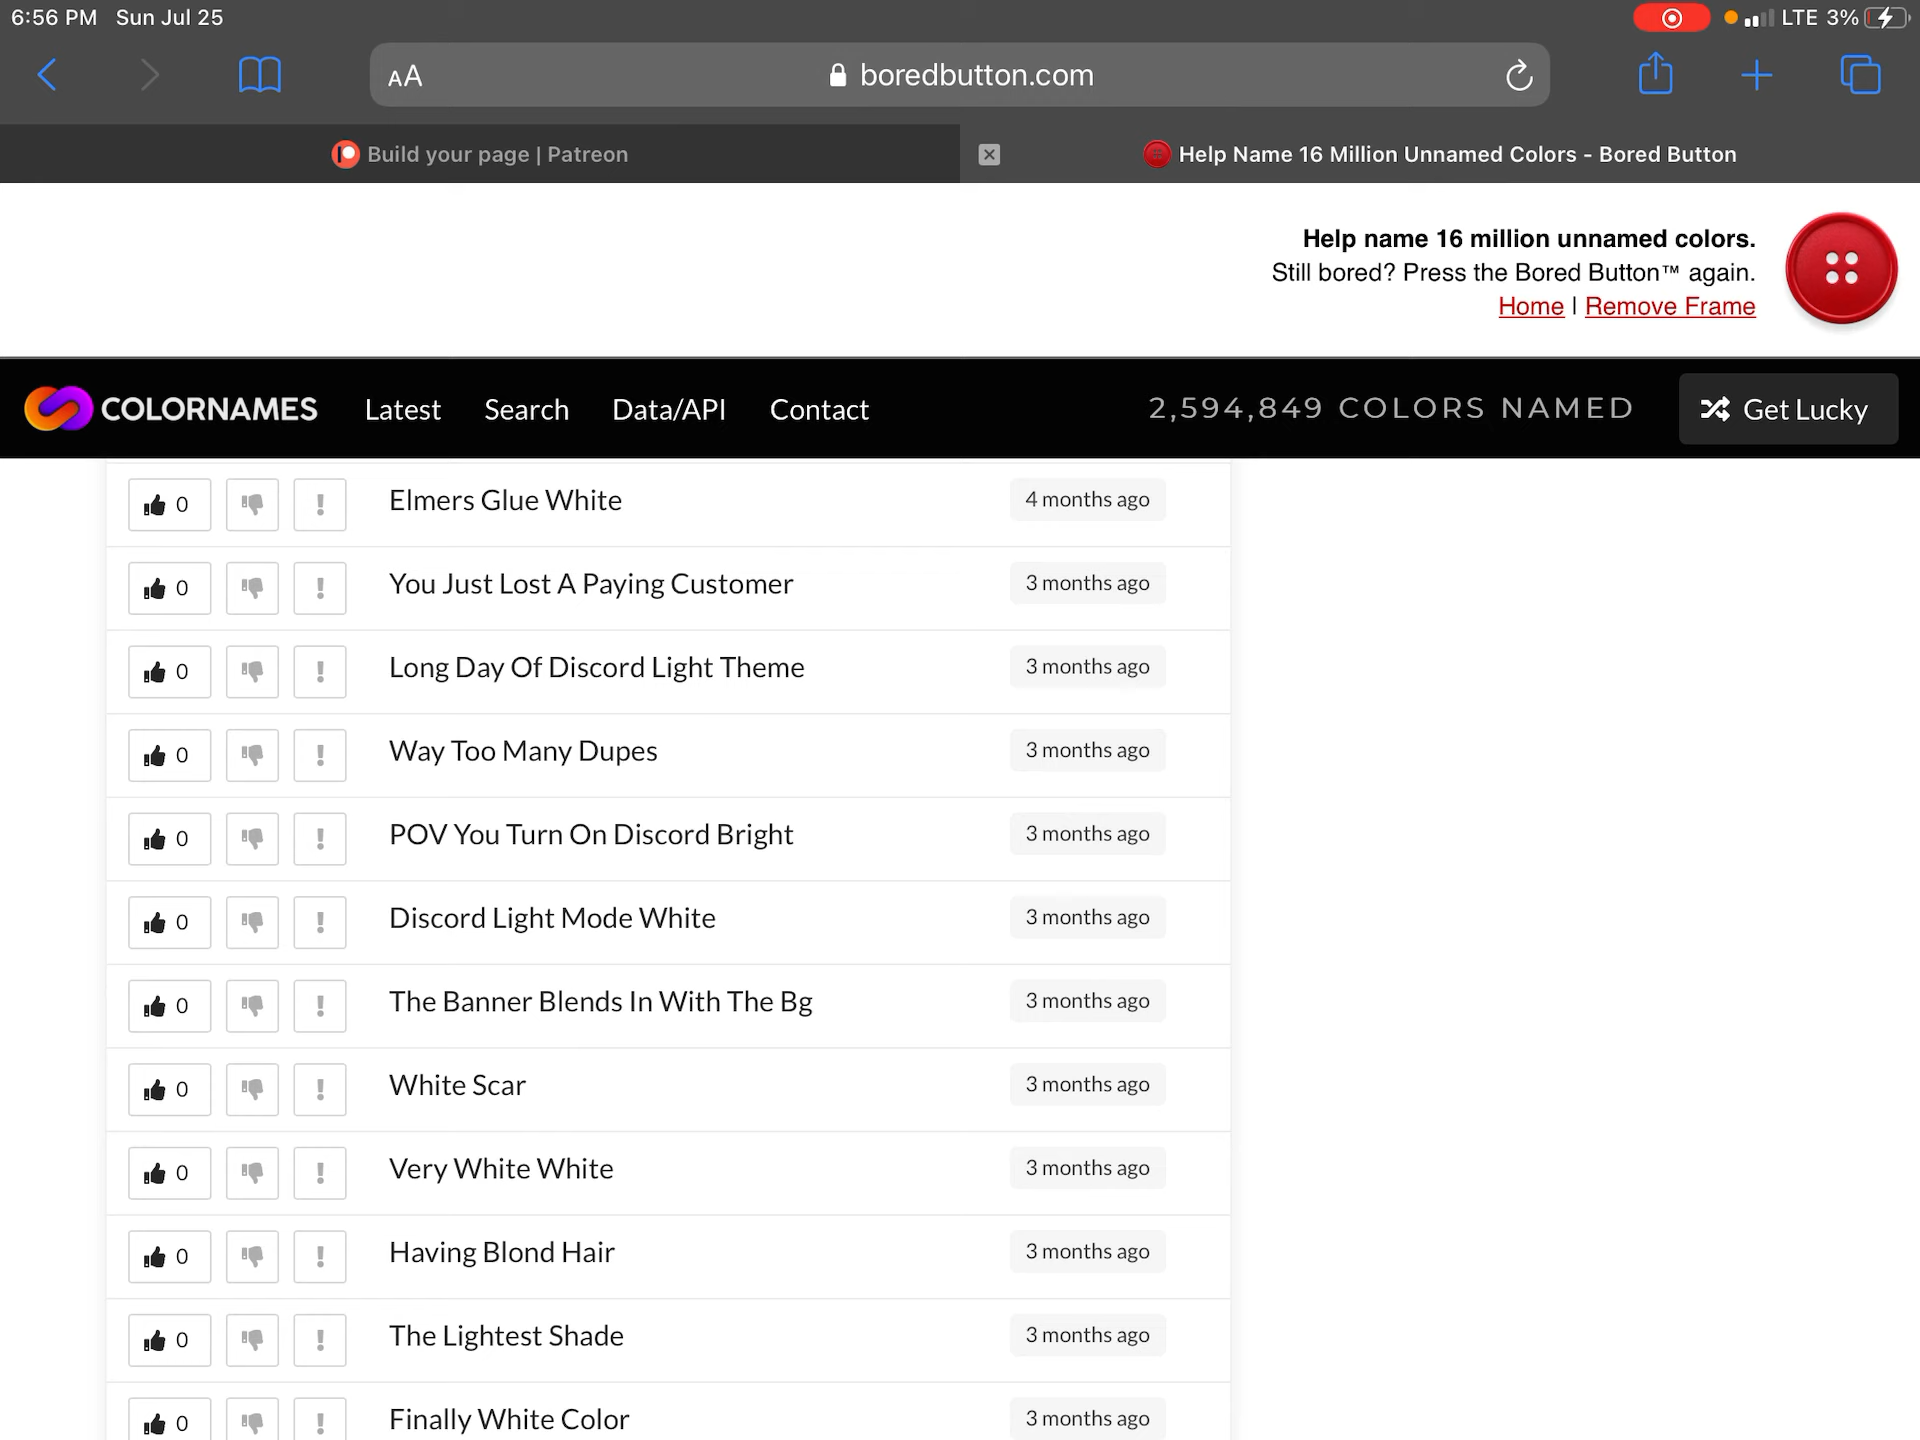 6:56 PM Sun Jul 25 LTE 3%
AA boredbutton.com
Build your page | Patreon
Help Name 16 Million Unnamed Colors - Bored Button
Help name 16 million unnamed colors.
Still bored? Press the Bored Button™ again.
Home | Remove Frame
COLORNAMES Latest Search Data/API Contact 2,594,849 COLORS NAMED Get Lucky
0 Elmers Glue White 4 months ago
0 You Just Lost A Paying Customer 3 months ago
0 Long Day Of Discord Light Theme 3 months ago
0 Way Too Many Dupes 3 months ago
0 POV You Turn On Discord Bright 3 months ago
0 Discord Light Mode White 3 months ago
0 The Banner Blends In With The Bg 3 months ago
0 White Scar 3 months ago
0 Very White White 3 months ago
0 Having Blond Hair 3 months ago
0 The Lightest Shade 3 months ago
0 Finally White Color 3 months ago